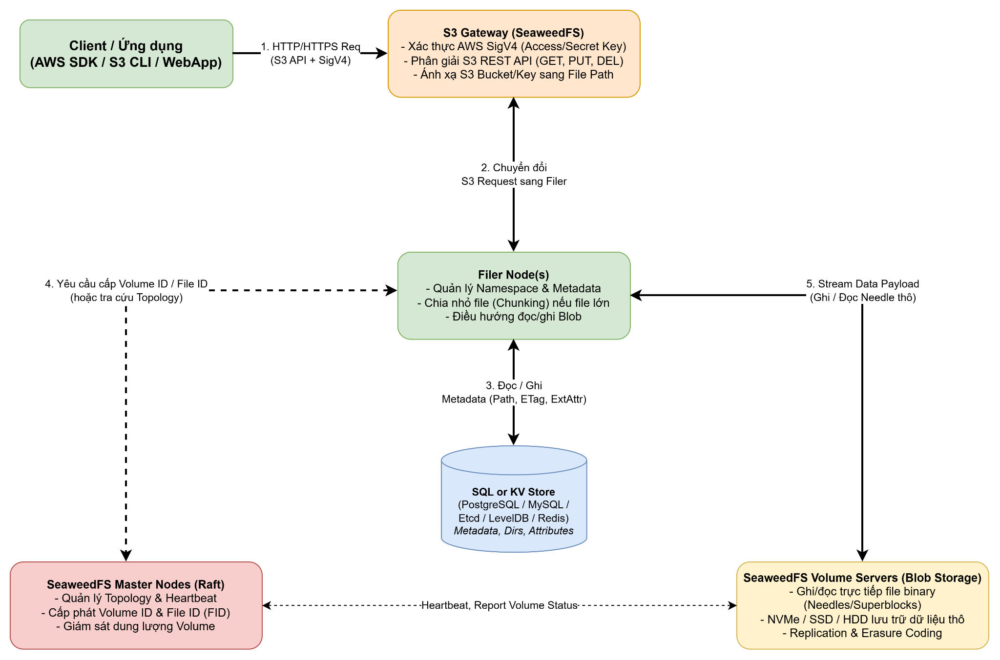 Client / Ứng dụng
(AWS SDK / S3 CLI / WebApp)
1. HTTP/HTTPS Req
(S3 API + SigV4)
S3 Gateway (SeaweedFS)
- Xác thực AWS SigV4 (Access/Secret Key)
- Phân giải S3 REST API (GET, PUT, DEL)
- Ánh xạ S3 Bucket/Key sang File Path
2. Chuyển đổi
S3 Request sang Filer
4. Yêu cầu cấp Volume ID / File ID
(hoặc tra cứu Topology)
Filer Node(s)
- Quản lý Namespace & Metadata
- Chia nhỏ file (Chunking) nếu file lớn
- Điều hướng đọc/ghi Blob
5. Stream Data Payload
(Ghi / Đọc Needle thô)
3. Đọc / Ghi
Metadata (Path, ETag, ExtAttr)
SQL or KV Store
(PostgreSQL / MySQL /
Etcd / LevelDB / Redis)
Metadata, Dirs, Attributes
SeaweedFS Master Nodes (Raft)
- Quản lý Topology & Heartbeat
- Cấp phát Volume ID & File ID (FID)
- Giám sát dung lượng Volume
Heartbeat, Report Volume Status
SeaweedFS Volume Servers (Blob Storage)
- Ghi/đọc trực tiếp file binary
(Needles/Superblocks)
- NVMe / SSD / HDD lưu trữ dữ liệu thô
- Replication & Erasure Coding